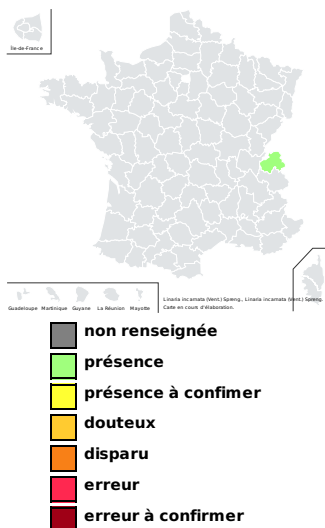 Île-de-France
Guadeloupe Martinique Guyane La Réunion Mayotte
Linaria incarnata (Vent.) Spreng., Linaria incarnata (Vent.) Spreng.
Carte en cours d'élaboration.
non renseignée
présence
présence à confimer
douteux
disparu
erreur
erreur à confirmer